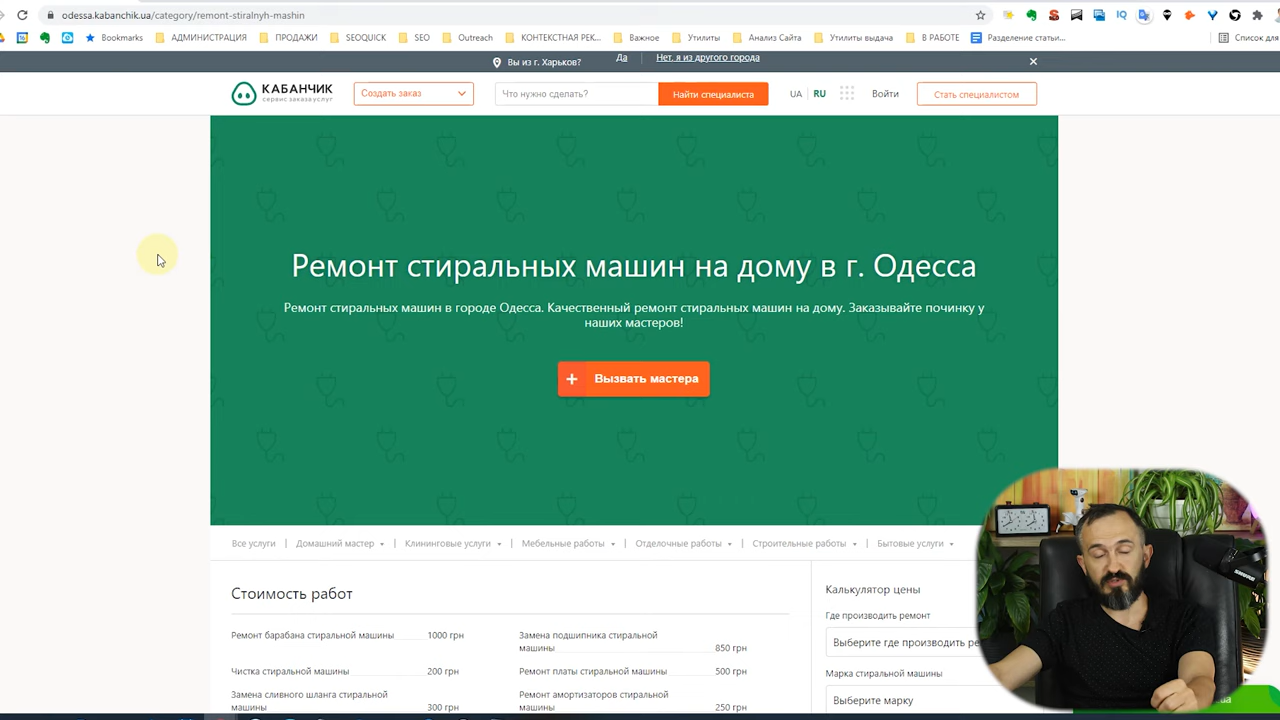 odessa.kabanchik.ua/category/remont-stiralnyh-mashin
Bookmarks АДМИНИСТРАЦИЯ ПРОДАЖИ SEOQUICK SEO Outreach КОНТЕКСТНАЯ РЕК... Важное Утилиты Анализ Сайта Утилиты выдача В РАБОТЕ Разделение статьи... Список для
Вы из г. Харьков? Да Нет, я из другого города
КАБАНЧИК
сервис заказа услуг
Создать заказ
Что нужно сделать?
Найти специалиста
UA RU
Войти
Стать специалистом
Ремонт стиральных машин на дому в г. Одесса
Ремонт стиральных машин в городе Одесса. Качественный ремонт стиральных машин на дому. Заказывайте починку у
наших мастеров!
+ Вызвать мастера
Все услуги Домашний мастер Клининговые услуги Мебельные работы Отделочные работы Строительные работы Бытовые услуги
Стоимость работ
Ремонт барабана стиральной машины 1000 грн
Чистка стиральной машины 200 грн
Замена сливного шланга стиральной
300 грн
Замена подшипника стиральной
машины 850 грн
Ремонт платы стиральной машины 500 грн
Ремонт амортизаторов стиральной
машины 250 грн
Калькулятор цены
Где производить ремонт
Выберите где производить ре
Марка стиральной машины
Выберите марку